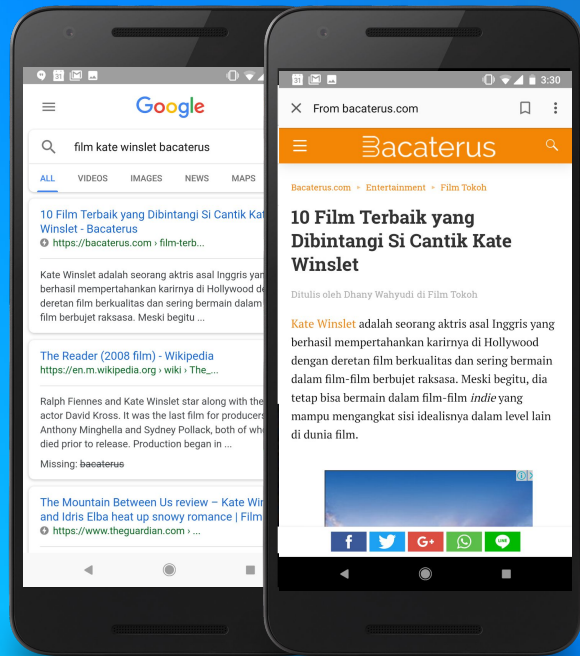 Google
film kate winslet bacaterus
ALL VIDEOS IMAGES NEWS MAPS
10 Film Terbaik yang Dibintangi Si Cantik Kat
Winslet - Bacaterus
https://bacaterus.com › film-terb...
Kate Winslet adalah seorang aktris asal Inggris yan
berhasil mempertahankan karirnya di Hollywood de
deretan film berkualitas dan sering bermain dalam
film berbujet raksasa. Meski begitu ...
The Reader (2008 film) - Wikipedia
https://en.m.wikipedia.org › wiki › The_...
Ralph Fiennes and Kate Winslet star along with the
actor David Kross. It was the last film for producers
Anthony Minghella and Sydney Pollack, both of who
died prior to release. Production began in ...
Missing: bacaterus
The Mountain Between Us review – Kate Win
and Idris Elba heat up snowy romance | Film
https://www.theguardian.com › ...
3:30
From bacaterus.com
Bacaterus
Bacaterus.com • Entertainment • Film Tokoh
10 Film Terbaik yang
Dibintangi Si Cantik Kate
Winslet
Ditulis oleh Dhany Wahyudi di Film Tokoh
Kate Winslet adalah seorang aktris asal Inggris yang
berhasil mempertahankan karirnya di Hollywood
dengan deretan film berkualitas dan sering bermain
dalam film-film berbujet raksasa. Meski begitu, dia
tetap bisa bermain dalam film-film indie yang
mampu mengangkat sisi idealisnya dalam level lain
di dunia film.
f G+ LINE